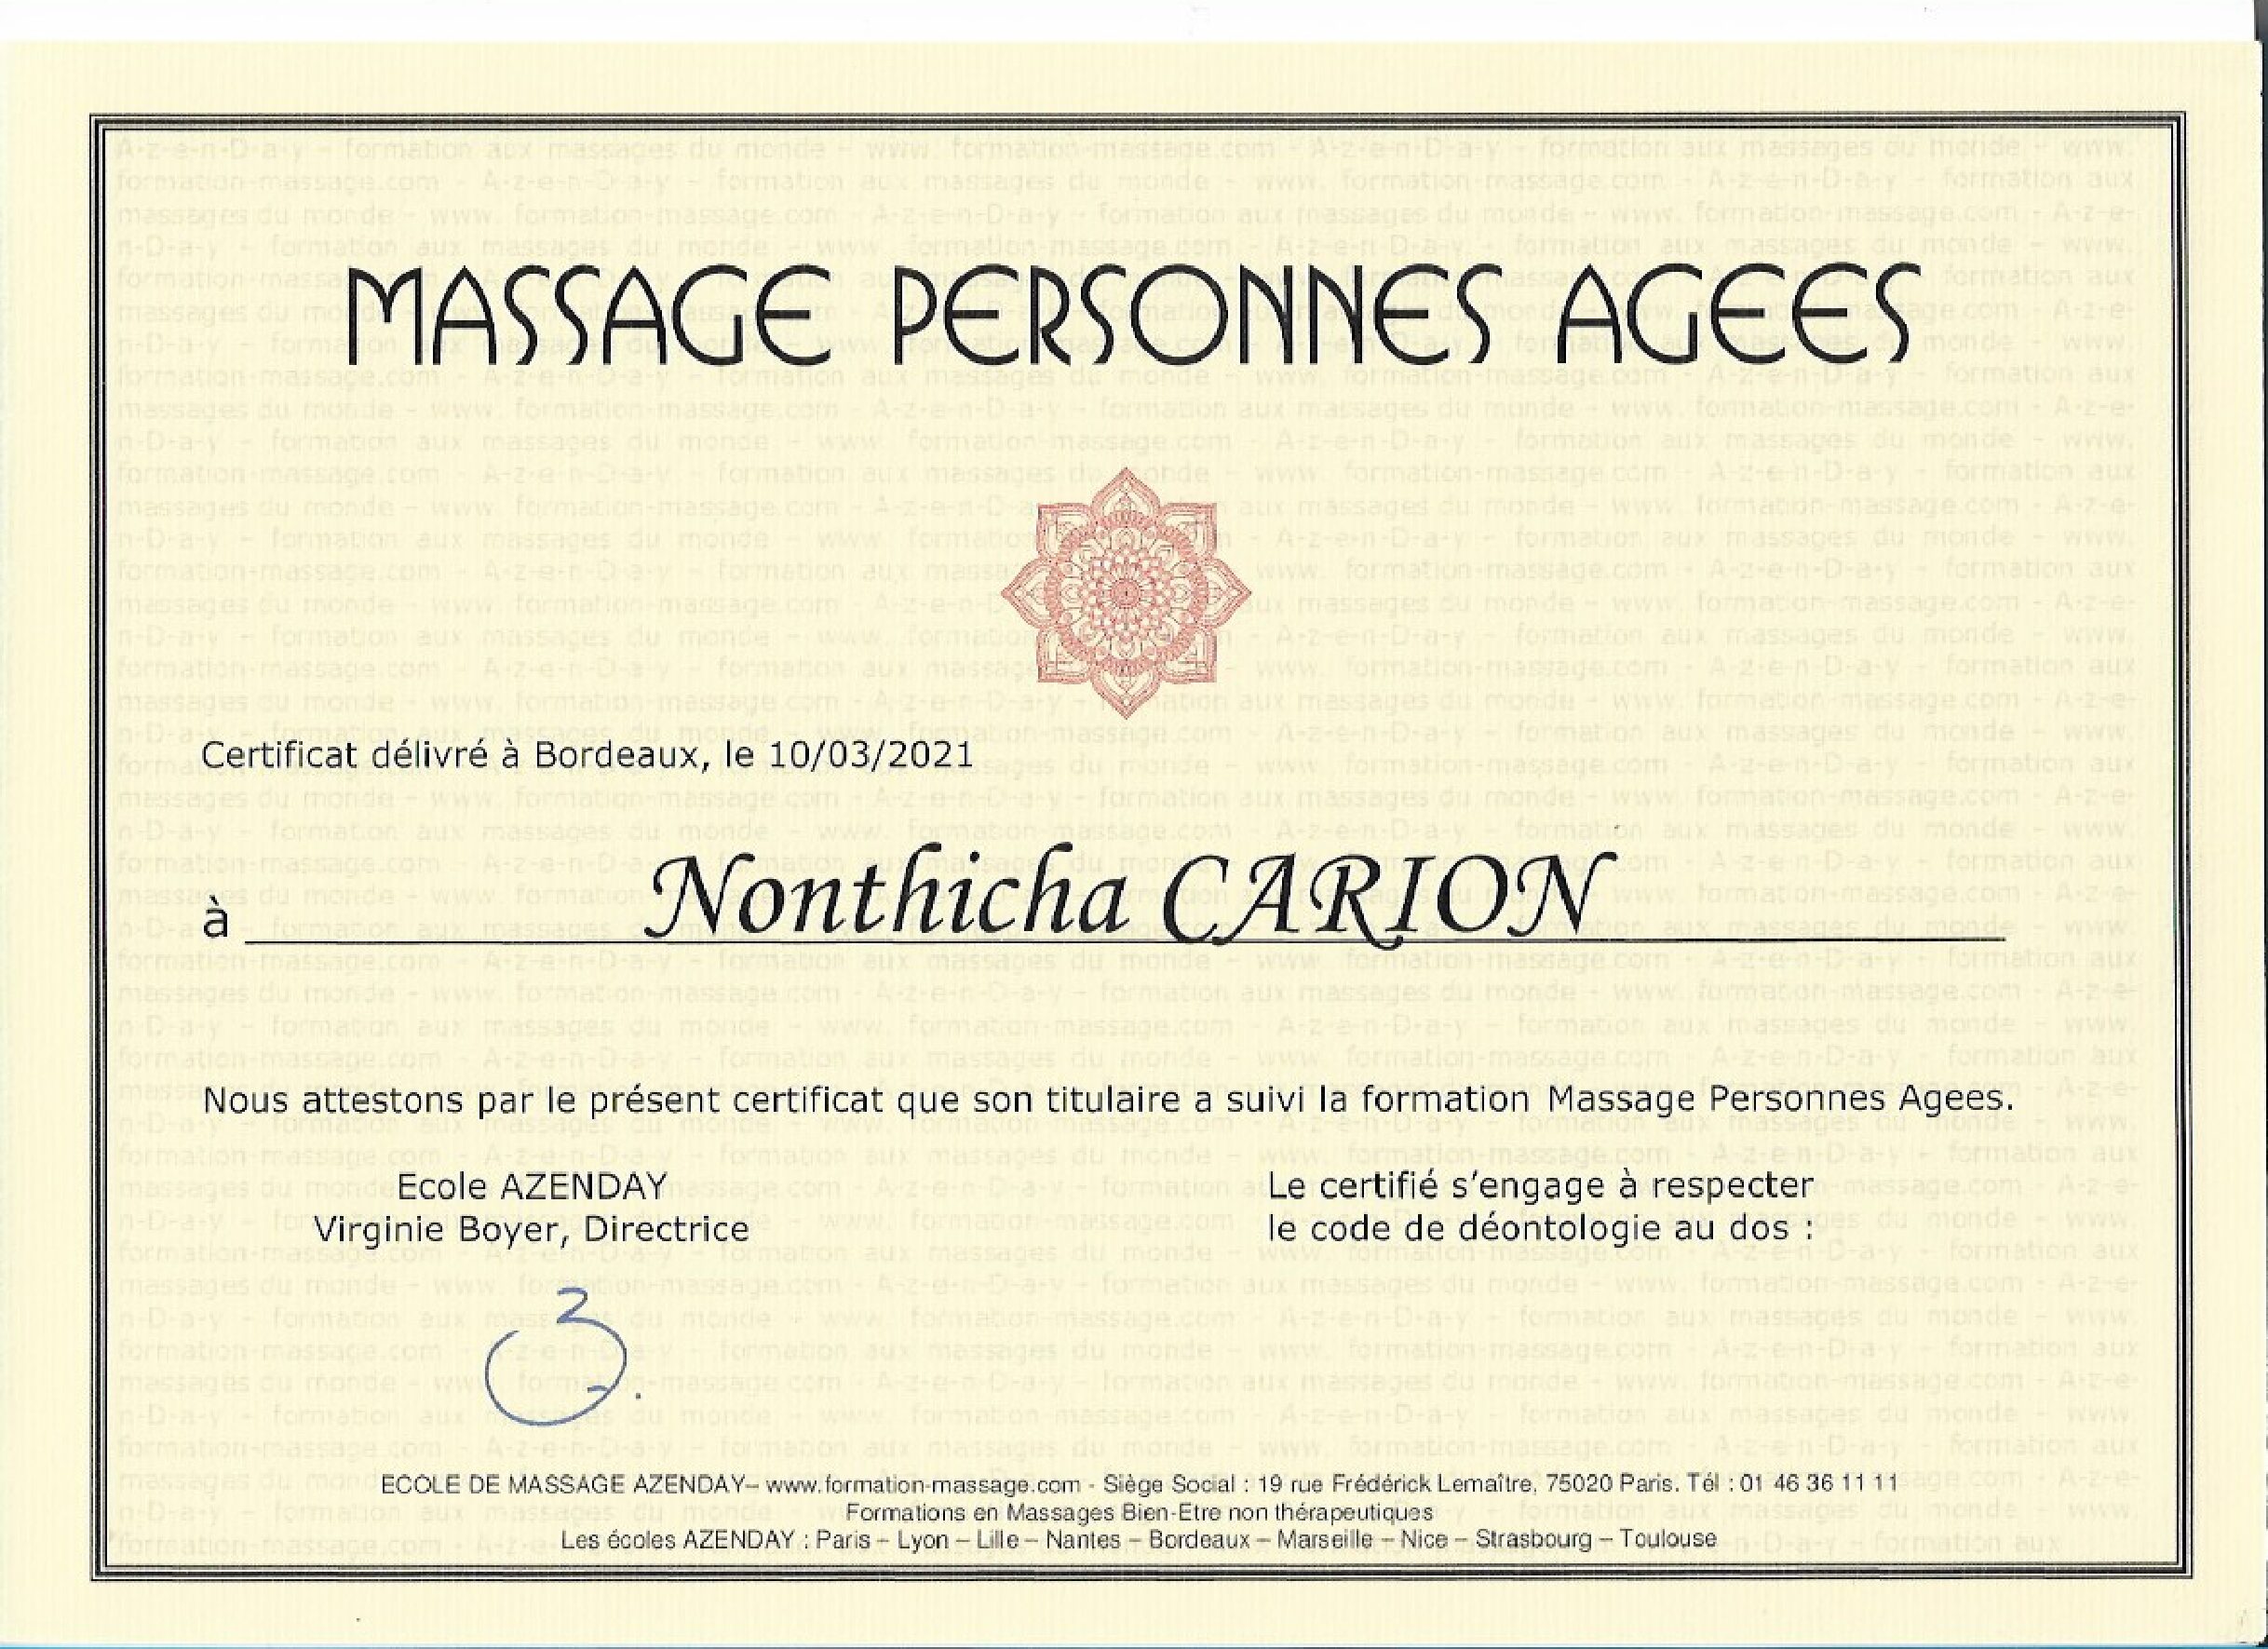 MASSAGE PERSONNES AGEES
Certificat délivré à Bordeaux, le 10/03/2021
à Nonthicha CARION
Nous attestons par le présent certificat que son titulaire a suivi la formation Massage Personnes Agees.
Ecole AZENDAY
Virginie Boyer, Directrice
Le certifié s'engage à respecter
le code de déontologie au dos :
ECOLE DE MASSAGE AZENDAY– www.formation-massage.com - Siège Social : 19 rue Frédérick Lemaître, 75020 Paris. Tél : 01 46 36 11 11
Formations en Massages Bien-Etre non thérapeutiques
Les écoles AZENDAY : Paris – Lyon – Lille – Nantes – Bordeaux – Marseille – Nice – Strasbourg – Toulouse